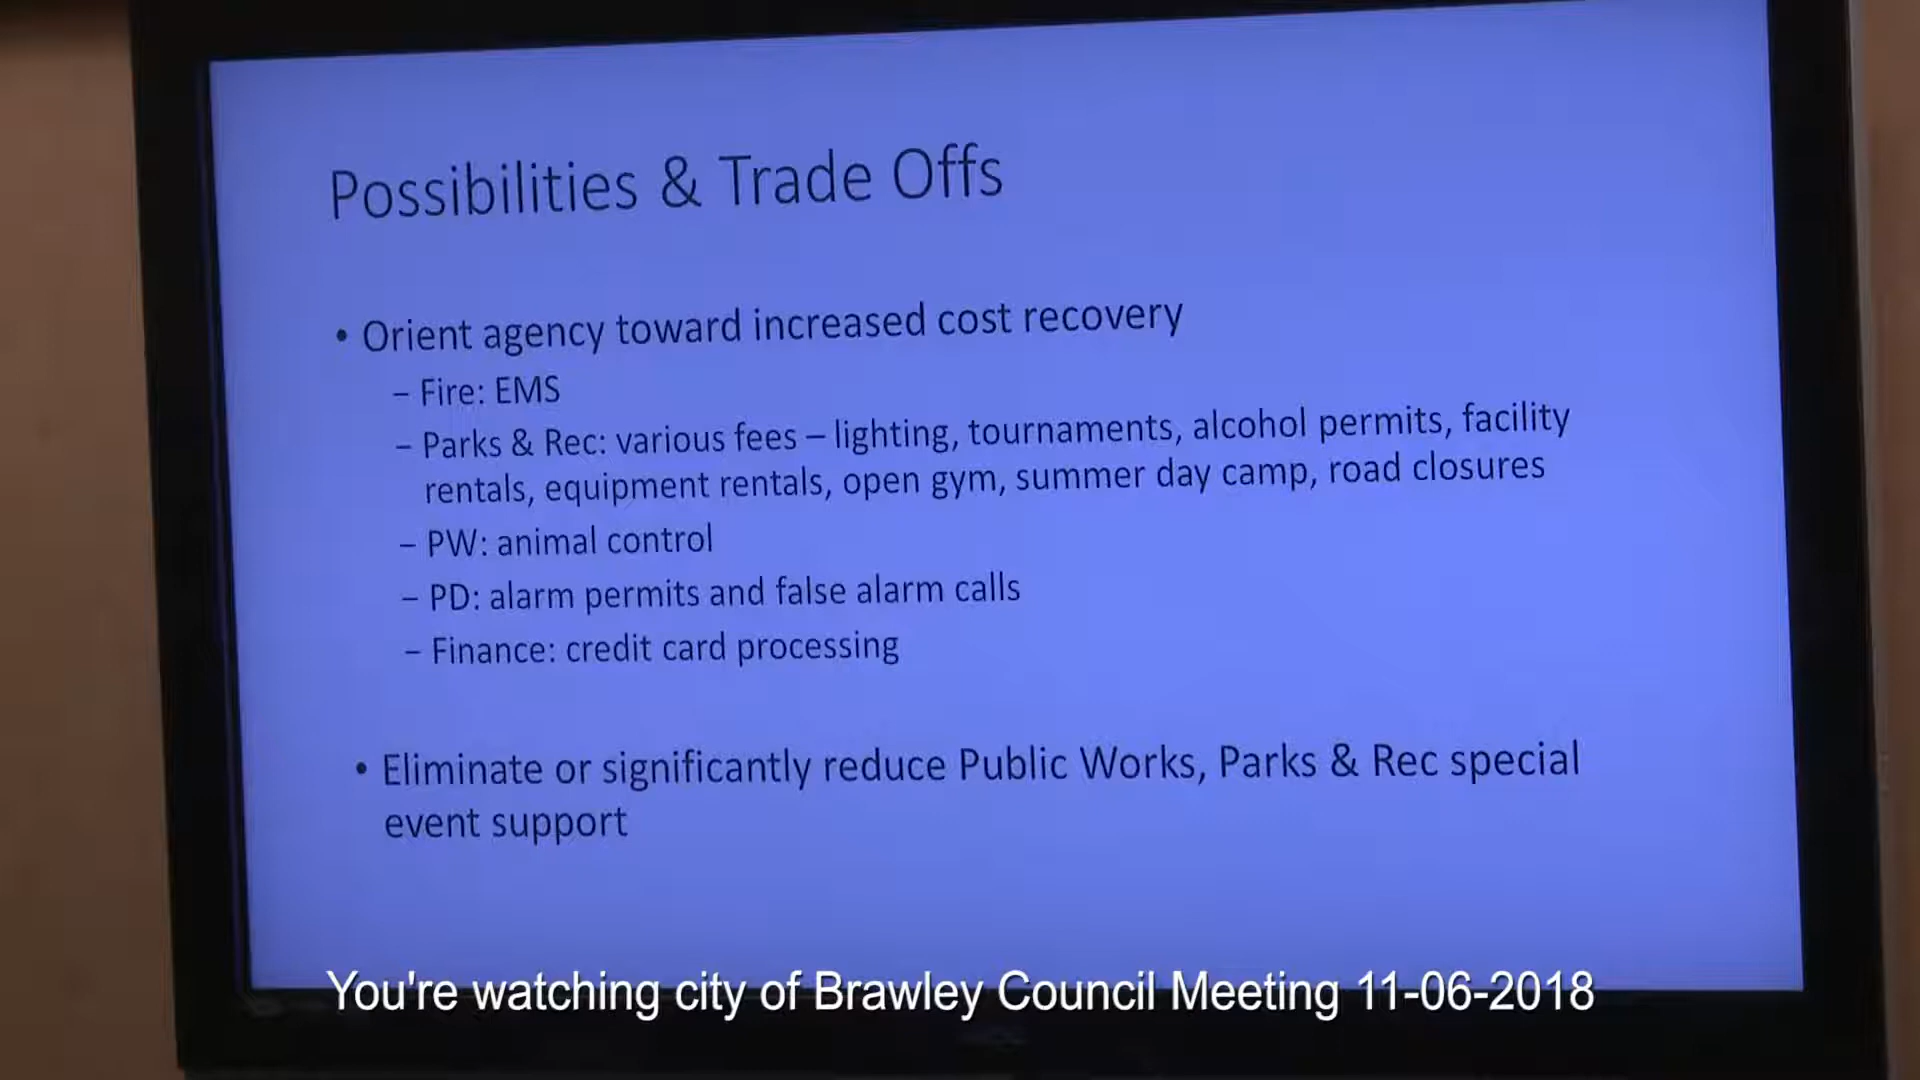 Possibilities & Trade Offs
• Orient agency toward increased cost recovery
– Fire: EMS
– Parks & Rec: various fees – lighting, tournaments, alcohol permits, facility
rentals, equipment rentals, open gym, summer day camp, road closures
– PW: animal control
– PD: alarm permits and false alarm calls
– Finance: credit card processing
• Eliminate or significantly reduce Public Works, Parks & Rec special
event support
You're watching city of Brawley Council Meeting 11-06-2018